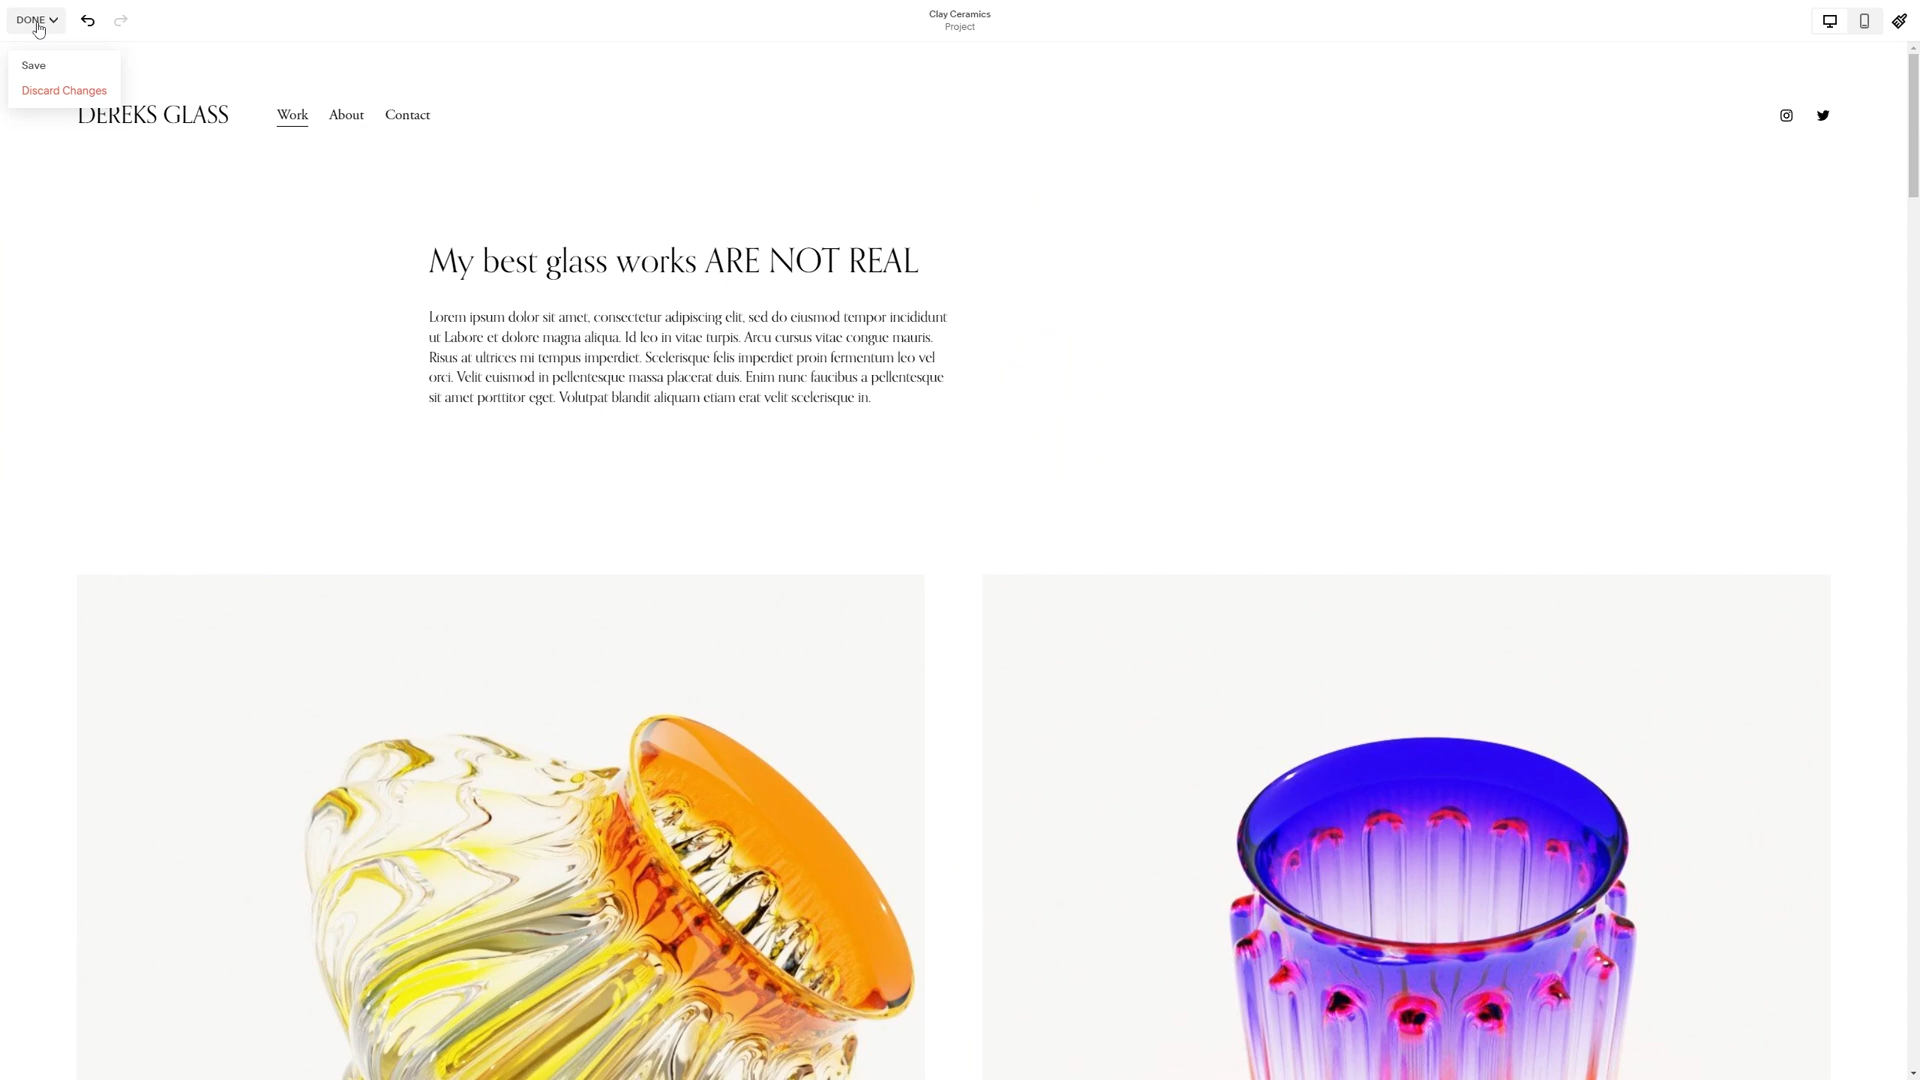 DONE
Clay Ceramics
Project
Save
Discard Changes
DEREKS GLASS
Work
About
Contact
My best glass works ARE NOT REAL
Lorem ipsum dolor sit amet, consectetur adipiscing elit, sed do eiusmod tempor incididunt
ut Labore et dolore magna aliqua. Id leo in vitae turpis. Arcu cursus vitae congue mauris.
Risus at ultrices mi tempus imperdiet. Scelerisque felis imperdiet proin fermentum leo vel
orci. Velit euismod in pellentesque massa placerat duis. Enim nunc faucibus a pellentesque
sit amet porttitor eget. Volutpat blandit aliquam etiam erat velit scelerisque in.